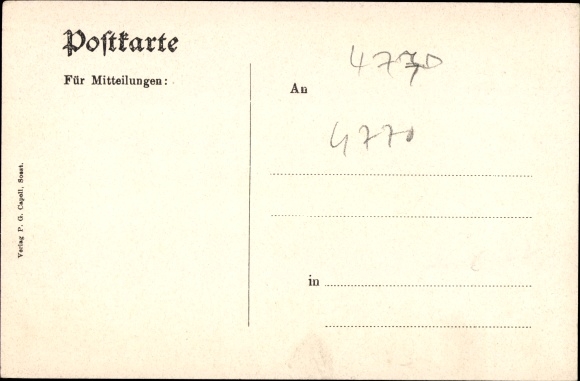 Postkarte
Für Mitteilungen:
Verlag P. G. Capell, Soest.
An
4770
4770
in